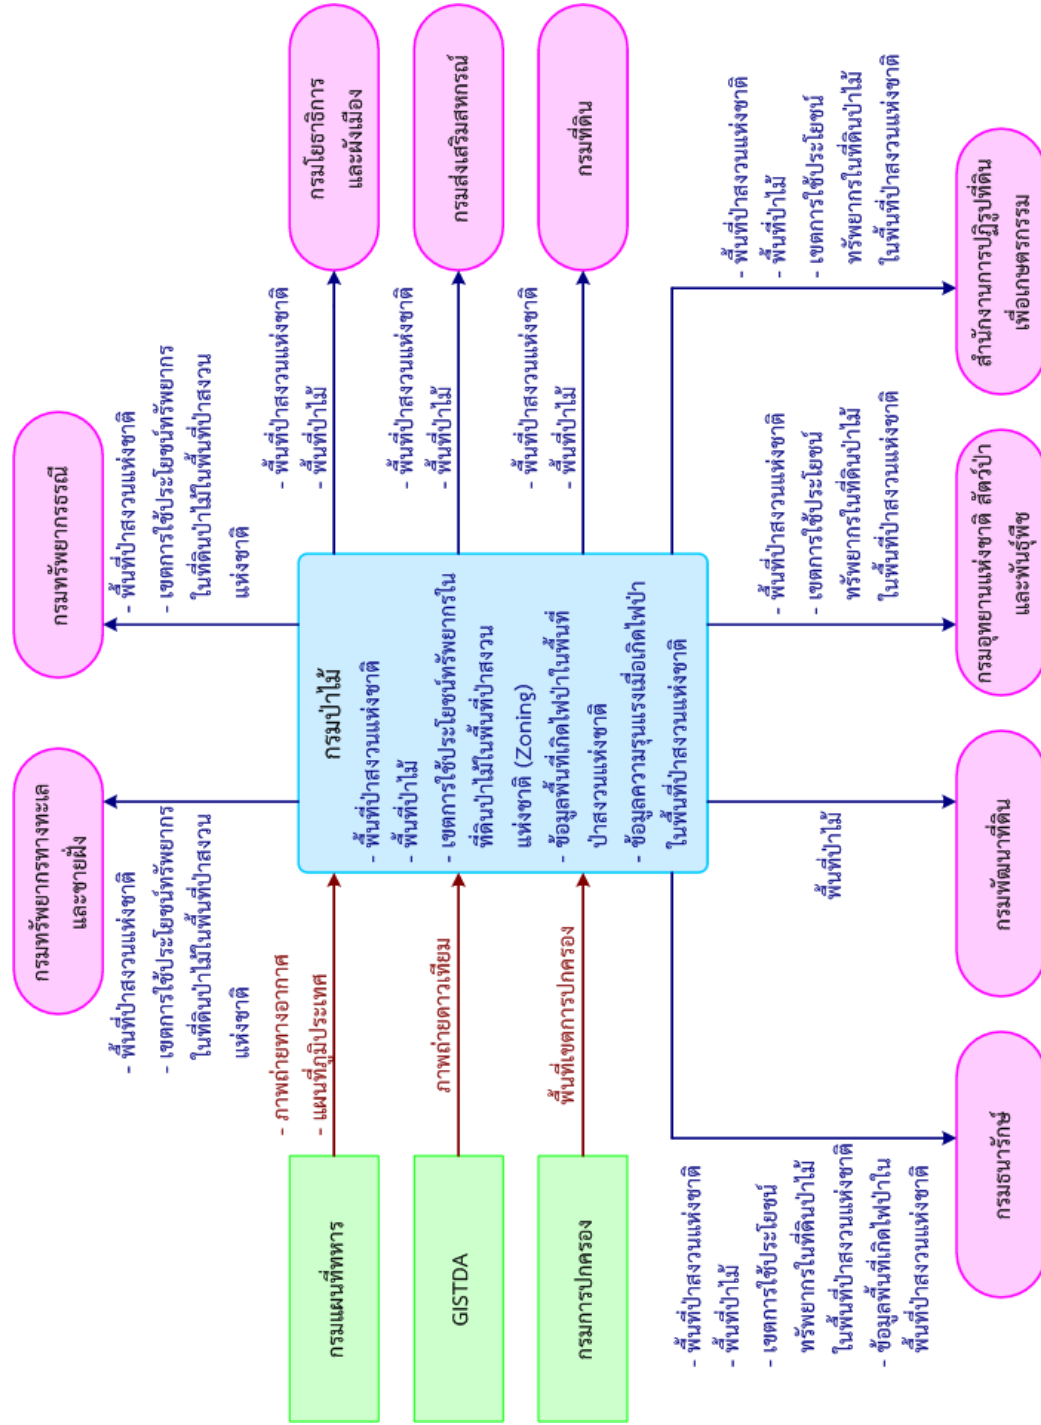 กรมทรัพยากรทางทะเล
และชายฝั่ง
กรมทรัพยากรธรณี
- พื้นที่ป่าสงวนแห่งชาติ
- เขตการใช้ประโยชน์ทรัพยากร
ในที่ดินป่าไม้ในพื้นที่ป่าสงวน
แห่งชาติ
- พื้นที่ป่าสงวนแห่งชาติ
- เขตการใช้ประโยชน์ทรัพยากร
ในที่ดินป่าไม้ในพื้นที่ป่าสงวน
แห่งชาติ
กรมแผนที่ทหาร
- ภาพถ่ายทางอากาศ
- แผนที่ภูมิประเทศ
GISTDA
ภาพถ่ายดาวเทียม
กรมการปกครอง
พื้นที่เขตการปกครอง
กรมป่าไม้
- พื้นที่ป่าสงวนแห่งชาติ
- พื้นที่ป่าไม้
- เขตการใช้ประโยชน์ทรัพยากรใน
ที่ดินป่าไม้ในพื้นที่ป่าสงวน
แห่งชาติ (Zoning)
- ข้อมูลพื้นที่เกิดไฟป่าในพื้นที่
ป่าสงวนแห่งชาติ
- ข้อมูลความรุนแรงเมื่อเกิดไฟป่า
ในพื้นที่ป่าสงวนแห่งชาติ
- พื้นที่ป่าสงวนแห่งชาติ
- พื้นที่ป่าไม้
กรมโยธาธิการ
และผังเมือง
- พื้นที่ป่าสงวนแห่งชาติ
- พื้นที่ป่าไม้
กรมส่งเสริมสหกรณ์
- พื้นที่ป่าสงวนแห่งชาติ
- พื้นที่ป่าไม้
กรมที่ดิน
- พื้นที่ป่าสงวนแห่งชาติ
- พื้นที่ป่าไม้
- เขตการใช้ประโยชน์
ทรัพยากรในที่ดินป่าไม้
ในพื้นที่ป่าสงวนแห่งชาติ
- ข้อมูลพื้นที่เกิดไฟป่าใน
พื้นที่ป่าสงวนแห่งชาติ
พื้นที่ป่าไม้
- พื้นที่ป่าสงวนแห่งชาติ
- เขตการใช้ประโยชน์
ทรัพยากรในที่ดินป่าไม้
ในพื้นที่ป่าสงวนแห่งชาติ
- พื้นที่ป่าสงวนแห่งชาติ
- พื้นที่ป่าไม้
- เขตการใช้ประโยชน์
ทรัพยากรในที่ดินป่าไม้
ในพื้นที่ป่าสงวนแห่งชาติ
กรมธนารักษ์
กรมพัฒนาที่ดิน
กรมอุทยานแห่งชาติ สัตว์ป่า
และพันธุ์พืช
สำนักงานการปฏิรูปที่ดิน
เพื่อเกษตรกรรม